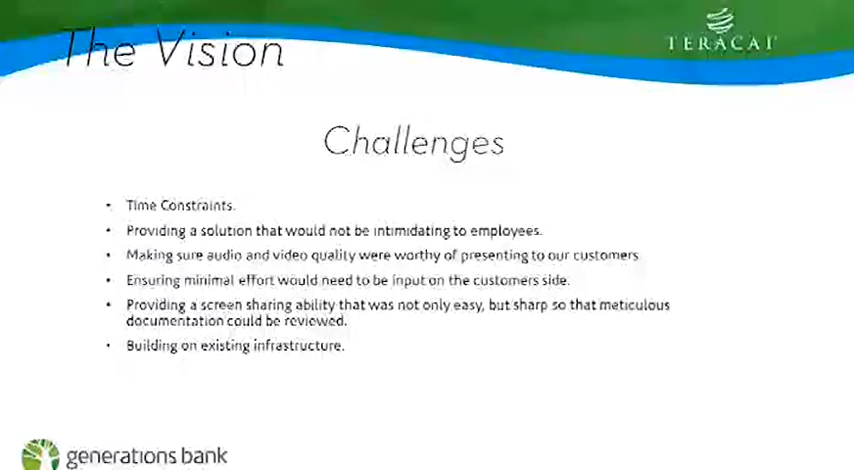 The Vision
TERACAI
Challenges
• Time Constraints.
• Providing a solution that would not be intimidating to employees.
• Making sure audio and video quality were worthy of presenting to our customers
• Ensuring minimal effort would need to be input on the customers side.
• Providing a screen sharing ability that was not only easy, but sharp so that meticulous
documentation could be reviewed.
• Building on existing infrastructure.
generations bank